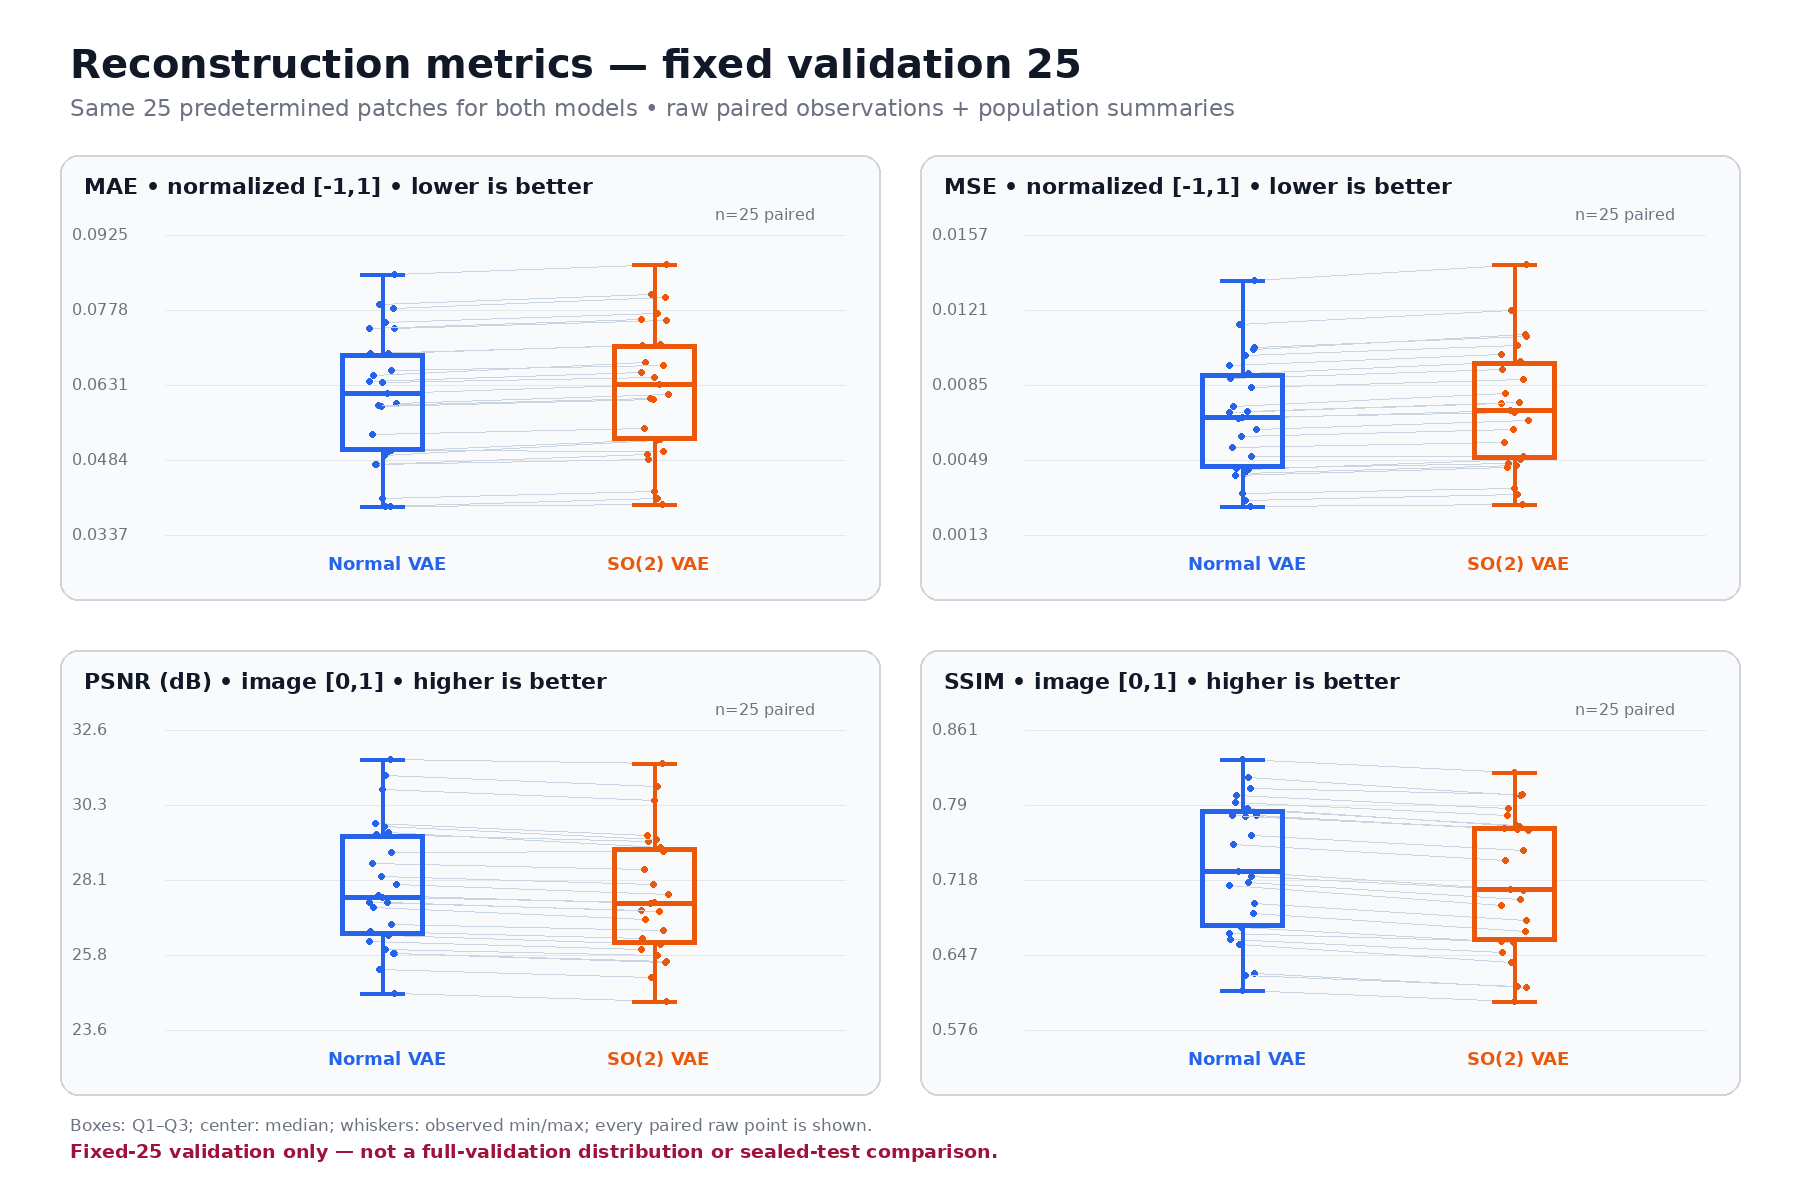 Reconstruction metrics — fixed validation 25
Same 25 predetermined patches for both models • raw paired observations + population summaries
MAE • normalized [-1,1] • lower is better
n=25 paired
0.0925
0.0778
0.0631
0.0484
0.0337
Normal VAE
SO(2) VAE
MSE • normalized [-1,1] • lower is better
n=25 paired
0.0157
0.0121
0.0085
0.0049
0.0013
Normal VAE
SO(2) VAE
PSNR (dB) • image [0,1] • higher is better
n=25 paired
32.6
30.3
28.1
25.8
23.6
Normal VAE
SO(2) VAE
SSIM • image [0,1] • higher is better
n=25 paired
0.861
0.79
0.718
0.647
0.576
Normal VAE
SO(2) VAE
Boxes: Q1–Q3; center: median; whiskers: observed min/max; every paired raw point is shown.
Fixed-25 validation only — not a full-validation distribution or sealed-test comparison.